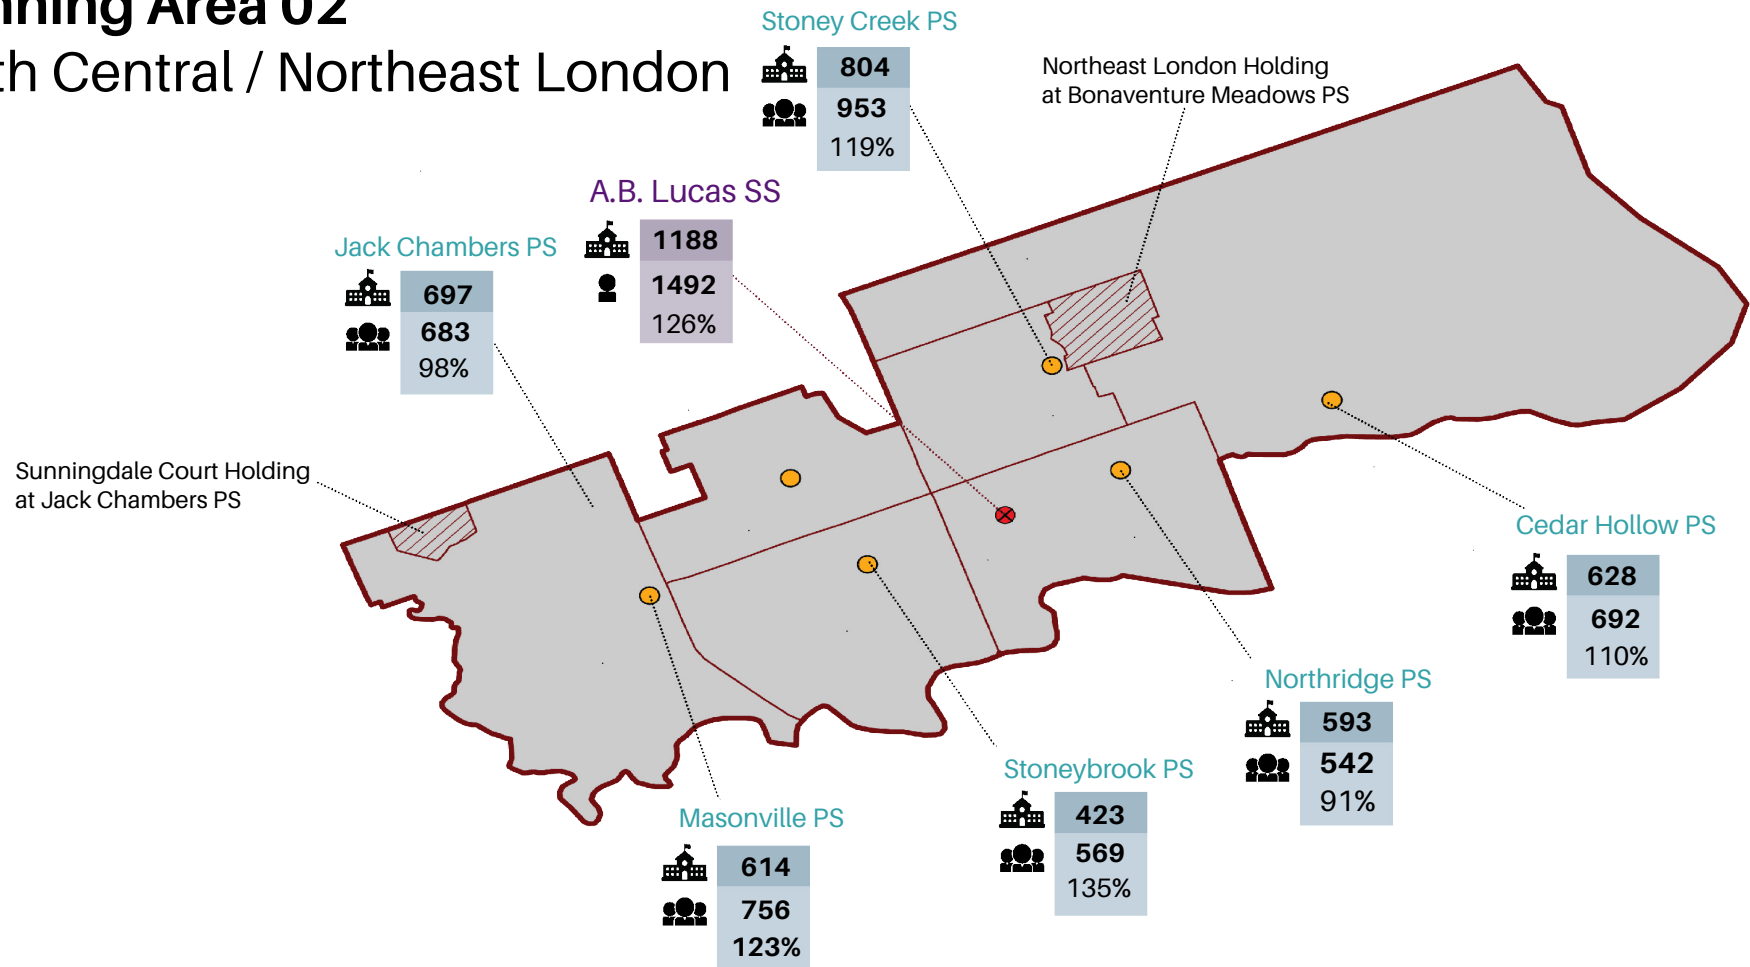 Area 02
Central / Northeast London
Stoney Creek PS
804
953
119%
Northeast London Holding
at Bonaventure Meadows PS
A.B. Lucas SS
1188
1492
126%
Jack Chambers PS
697
683
98%
Sunningdale Court Holding
at Jack Chambers PS
Cedar Hollow PS
628
692
110%
Northridge PS
593
542
91%
Stoneybrook PS
423
569
135%
Masonville PS
614
756
123%